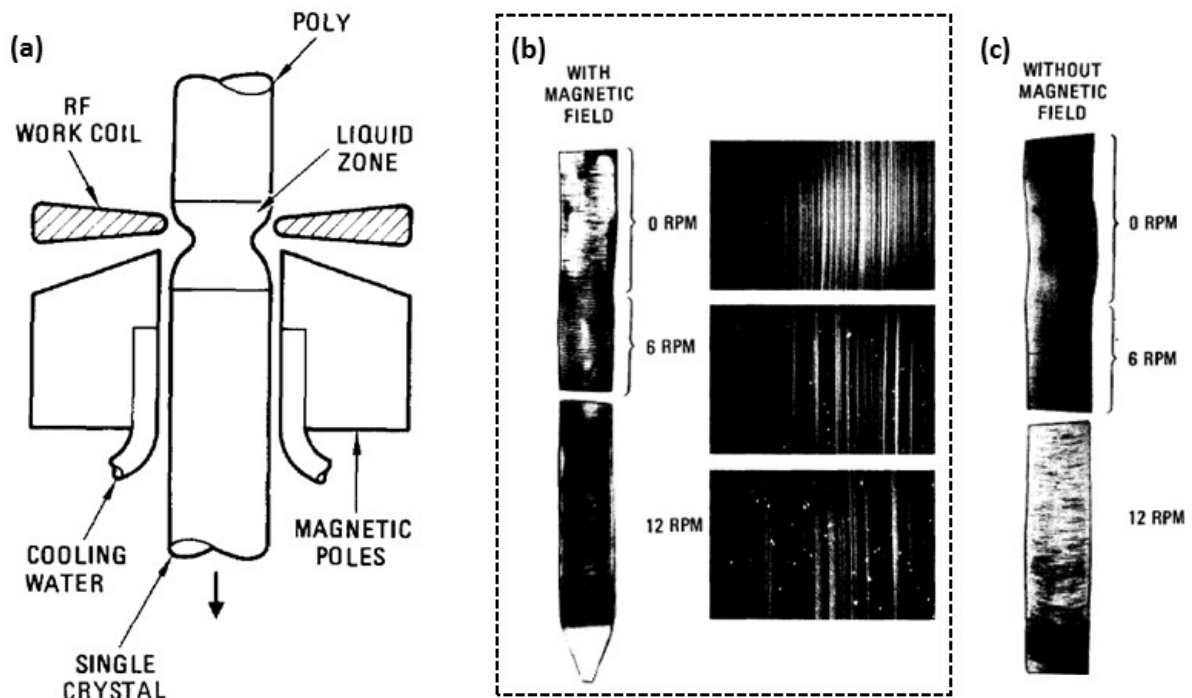 (a)
POLY
RF
WORK COIL
LIQUID
ZONE
COOLING
WATER
MAGNETIC
POLES
SINGLE
CRYSTAL
(b)
WITH
MAGNETIC
FIELD
0 RPM
6 RPM
12 RPM
(c)
WITHOUT
MAGNETIC
FIELD
0 RPM
6 RPM
12 RPM